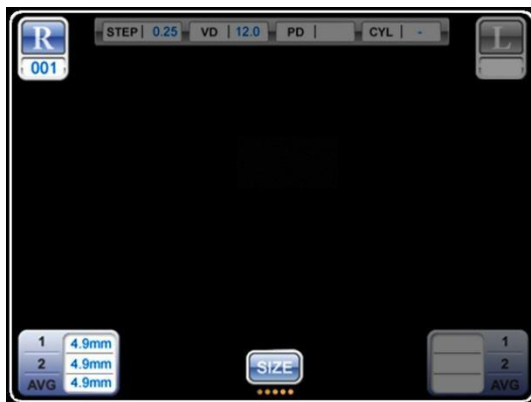 R
STEP | 0.25 VD | 12.0 PD | CYL | -
L
001
1 4.9mm
2 4.9mm
AVG 4.9mm
SIZE
1
2
AVG